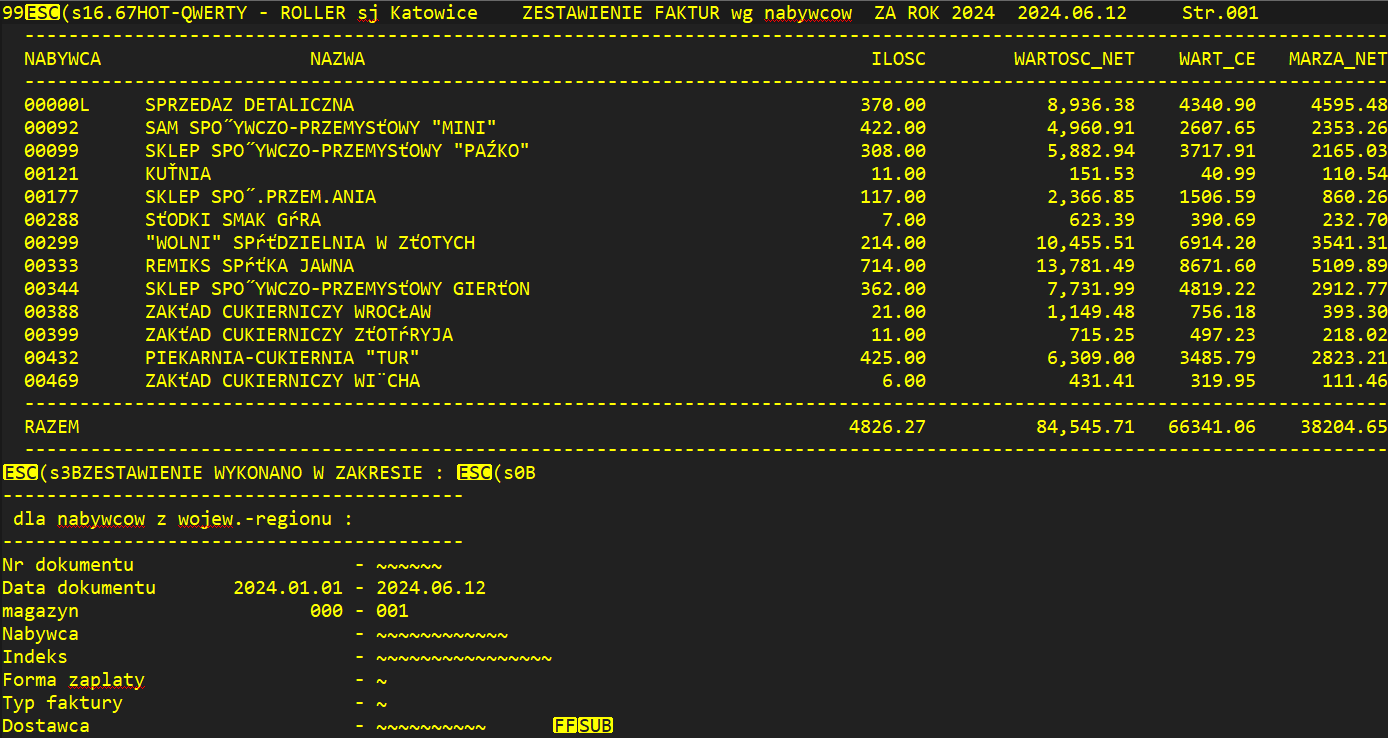 99ESC(s16.67HOT-QWERTY - ROLLER sj Katowice    ZESTAWIENIE FAKTUR wg nabywcow  ZA ROK 2024  2024.06.12     Str.001
----------------------------------------------------------------------------------------------------------------------------
NABYWCA                   NAZWA                                              ILOSC        WARTOSC_NET    WART_CE   MARZA_NET
----------------------------------------------------------------------------------------------------------------------------
00000L     SPRZEDAZ DETALICZNA                                              370.00           8,936.38    4340.90     4595.48
00092      SAM SPO˝YWCZO-PRZEMYSťOWY "MINI"                                 422.00           4,960.91    2607.65     2353.26
00099      SKLEP SPO˝YWCZO-PRZEMYSťOWY "PAŹKO"                              308.00           5,882.94    3717.91     2165.03
00121      KUŤNIA                                                            11.00             151.53      40.99      110.54
00177      SKLEP SPO˝.PRZEM.ANIA                                            117.00           2,366.85    1506.59      860.26
00288      SťODKI SMAK GŕRA                                                   7.00             623.39     390.69      232.70
00299      "WOLNI" SPŕťDZIELNIA W ZťOTYCH                                   214.00          10,455.51    6914.20     3541.31
00333      REMIKS SPŕťKA JAWNA                                              714.00          13,781.49    8671.60     5109.89
00344      SKLEP SPO˝YWCZO-PRZEMYSťOWY GIERťON                              362.00           7,731.99    4819.22     2912.77
00388      ZAKťAD CUKIERNICZY WROCŁAW                                        21.00           1,149.48     756.18      393.30
00399      ZAKťAD CUKIERNICZY ZťOTŕRYJA                                      11.00             715.25     497.23      218.02
00432      PIEKARNIA-CUKIERNIA "TUR"                                        425.00           6,309.00    3485.79     2823.21
00469      ZAKťAD CUKIERNICZY WI¨CHA                                          6.00             431.41     319.95      111.46
----------------------------------------------------------------------------------------------------------------------------
RAZEM                                                                      4826.27          84,545.71   66341.06    38204.65
----------------------------------------------------------------------------------------------------------------------------
ESC(s3BZESTAWIENIE WYKONANO W ZAKRESIE : ESC(s0B
------------------------------------------
 dla nabywcow z wojew.-regionu :
------------------------------------------
Nr dokumentu                    - ~~~~~~
Data dokumentu       2024.01.01 - 2024.06.12
magazyn                     000 - 001
Nabywca                         - ~~~~~~~~~~~~
Indeks                          - ~~~~~~~~~~~~~~~~
Forma zaplaty                   - ~
Typ faktury                     - ~
Dostawca                        - ~~~~~~~~~~      FFSUB